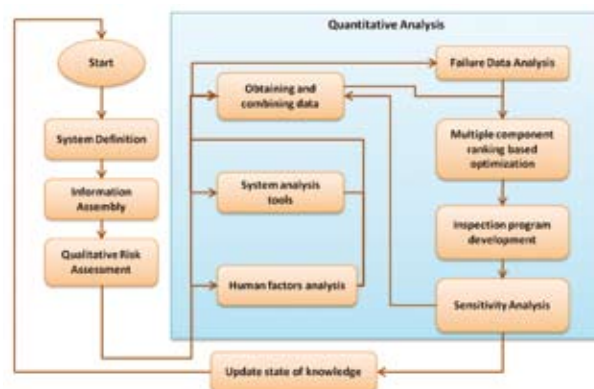 Quantitative Analysis
Start
System Definition
Information
Assembly
Qualitative Risk
Assessment
Obtaining and
combining data
System analysis
tools
Human factors analysis
Failure Data Analysis
Multiple component
ranking based
optimization
Inspection program
development
Sensitivity Analysis
Update state of knowledge